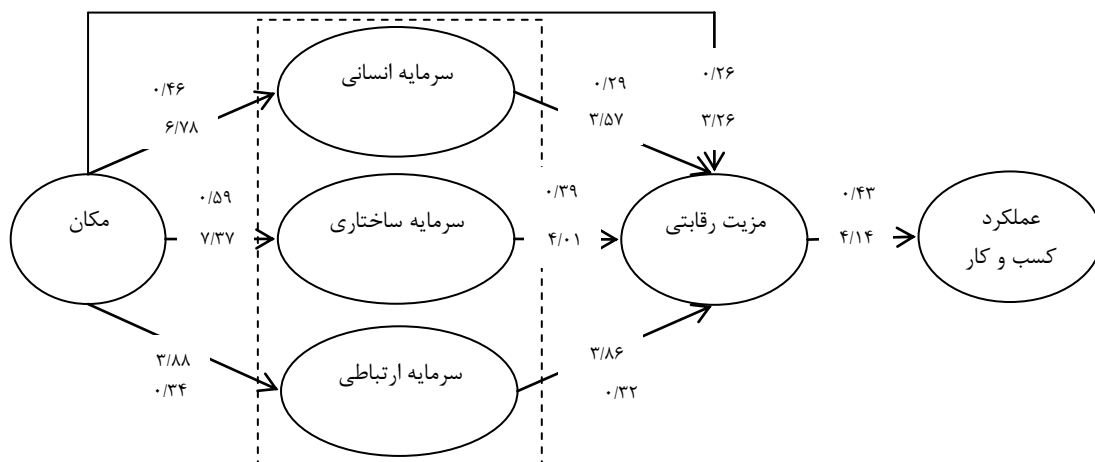 سرمایه انسانی
۰/۴۶
۶/۷۸
۰/۲۹
۳/۵۷
۰/۲۶
۳/۲۶
مکان
۰/۵۹
۷/۳۷
سرمایه ساختاری
۰/۳۹
۴/۰۱
مزیت رقابتی
۰/۴۳
۴/۱۴
عملکرد
کسب و کار
۳/۸۸
۰/۳۴
سرمایه ارتباطی
۳/۸۶
۰/۳۲